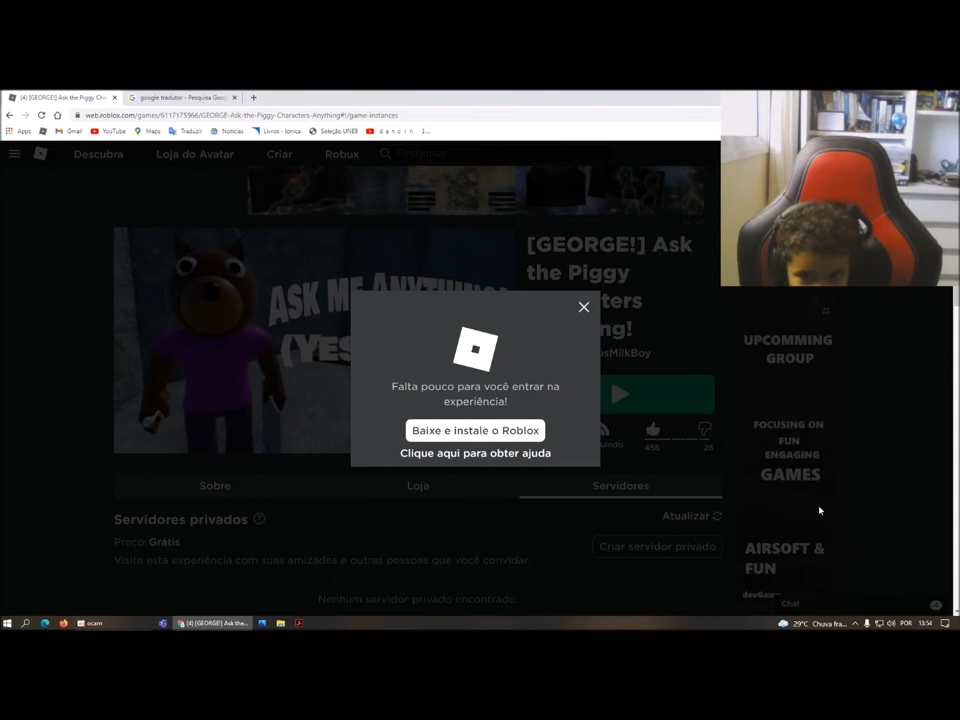 (4) [GEORGE!] Ask the Piggy Cha
google tradutor - Pesquisa Goog
web.roblox.com/games/6117175966/GEORGE-Ask-the-Piggy-Characters-Anything#!/game-instances
Apps
Gmail
YouTube
Maps
Traduzir
Notícias
Livros - Ionica
Seleção UNEB
d a n c i n
1...
Descubra
Loja do Avatar
Criar
Robux
Pesquisar
[GEORGE!] Ask
the Piggy
ters
ng!
usMilkBoy
ASK ME ANYTHING!
(YES
Falta pouco para você entrar na
experiência!
Baixe e instale o Roblox
Clique aqui para obter ajuda
uindo
456
28
Sobre
Loja
Servidores
Servidores privados
Atualizar
Preço: Grátis
Criar servidor privado
Visite esta experiência com suas amizades e outras pessoas que você convidar.
Nenhum servidor privado encontrado.
UPCOMMING
GROUP
FOCUSING ON
FUN
ENGAGING
GAMES
AIRSOFT &
FUN
Chat
ocam
(4) [GEORGE!] Ask the...
29°C Chuva fra...
POR
13:54